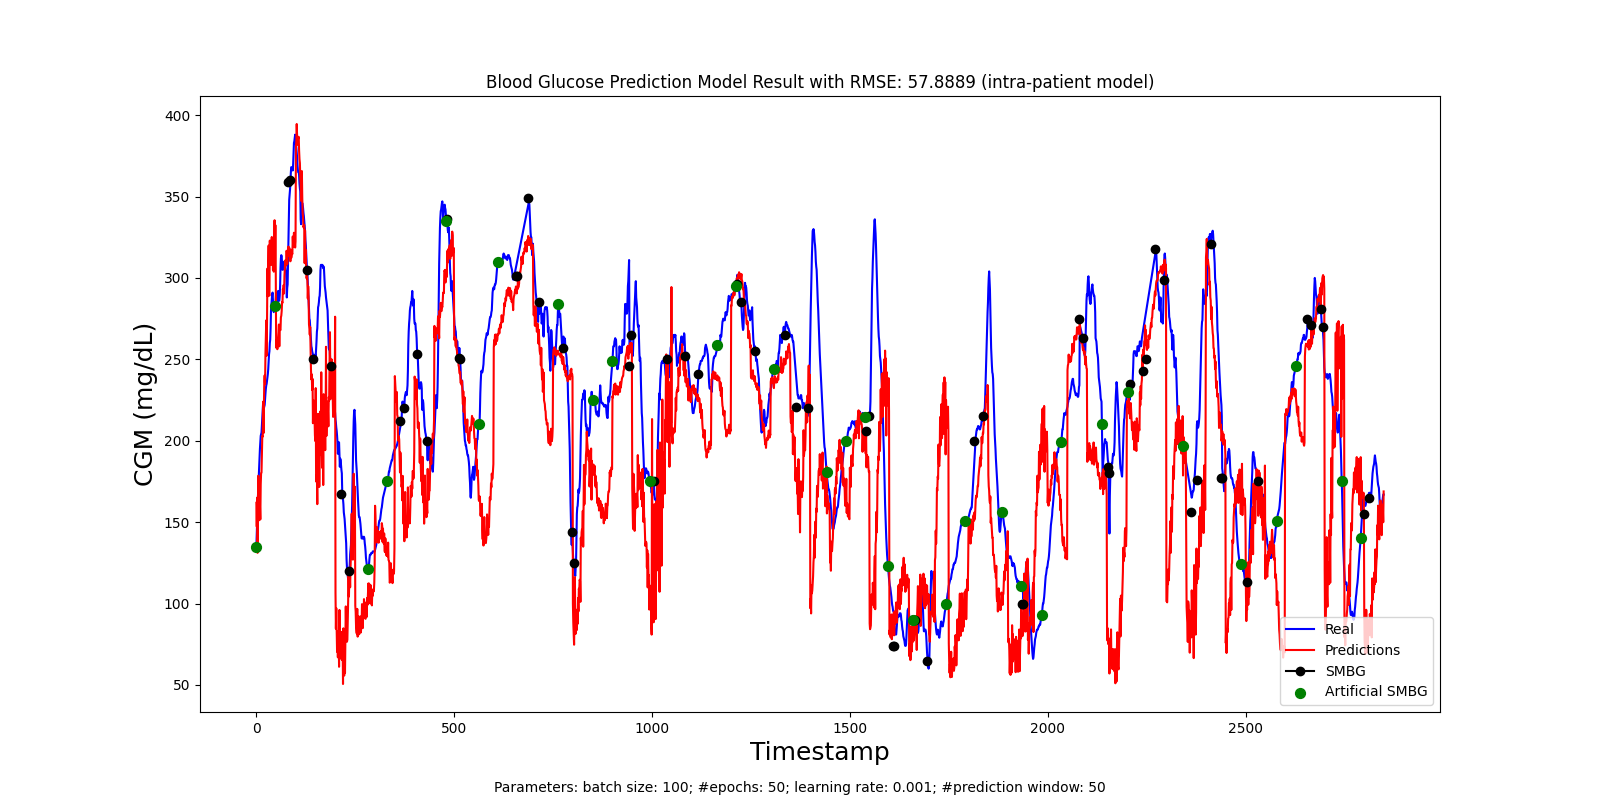 Blood Glucose Prediction Model Result with RMSE: 57.8889 (intra-patient model)
CGM (mg/dL)
400
350
300
250
200
150
100
50
Real
Predictions
SMBG
Artificial SMBG
0
500
1000
1500
2000
2500
Timestamp
Parameters: batch size: 100; #epochs: 50; learning rate: 0.001; #prediction window: 50